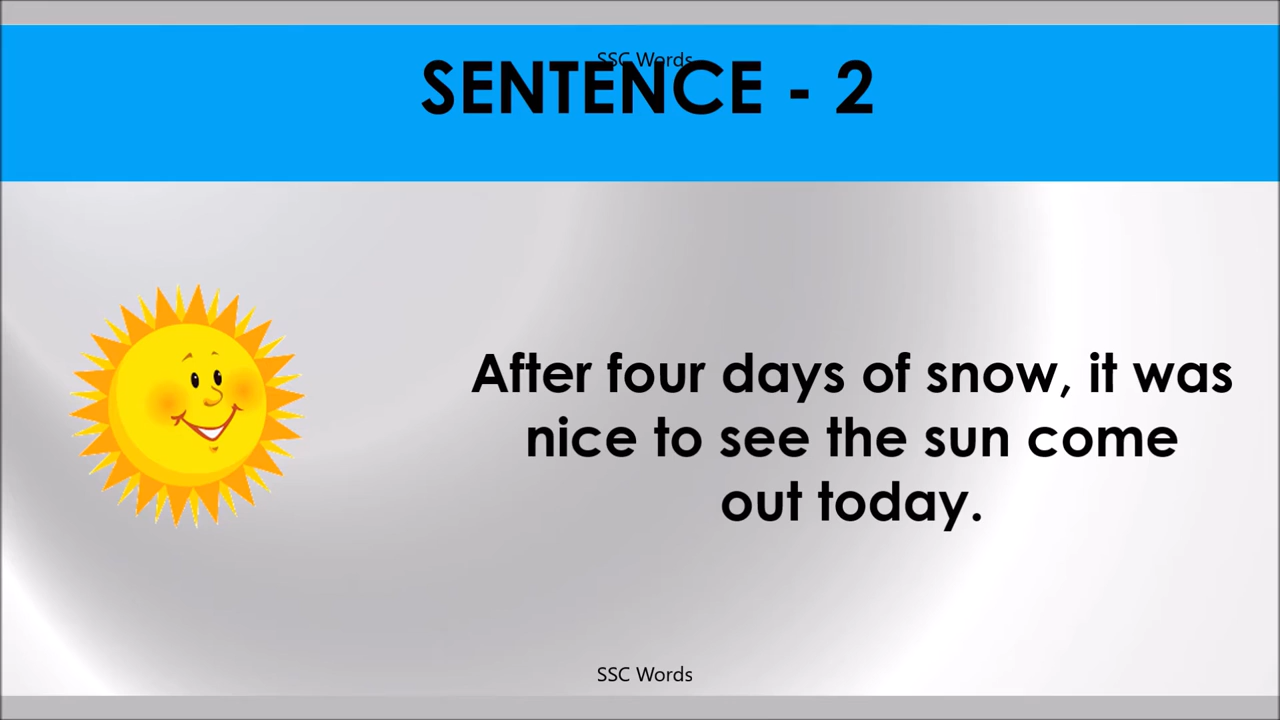 SSC Words
SENTENCE - 2
After four days of snow, it was
nice to see the sun come
out today.
SSC Words